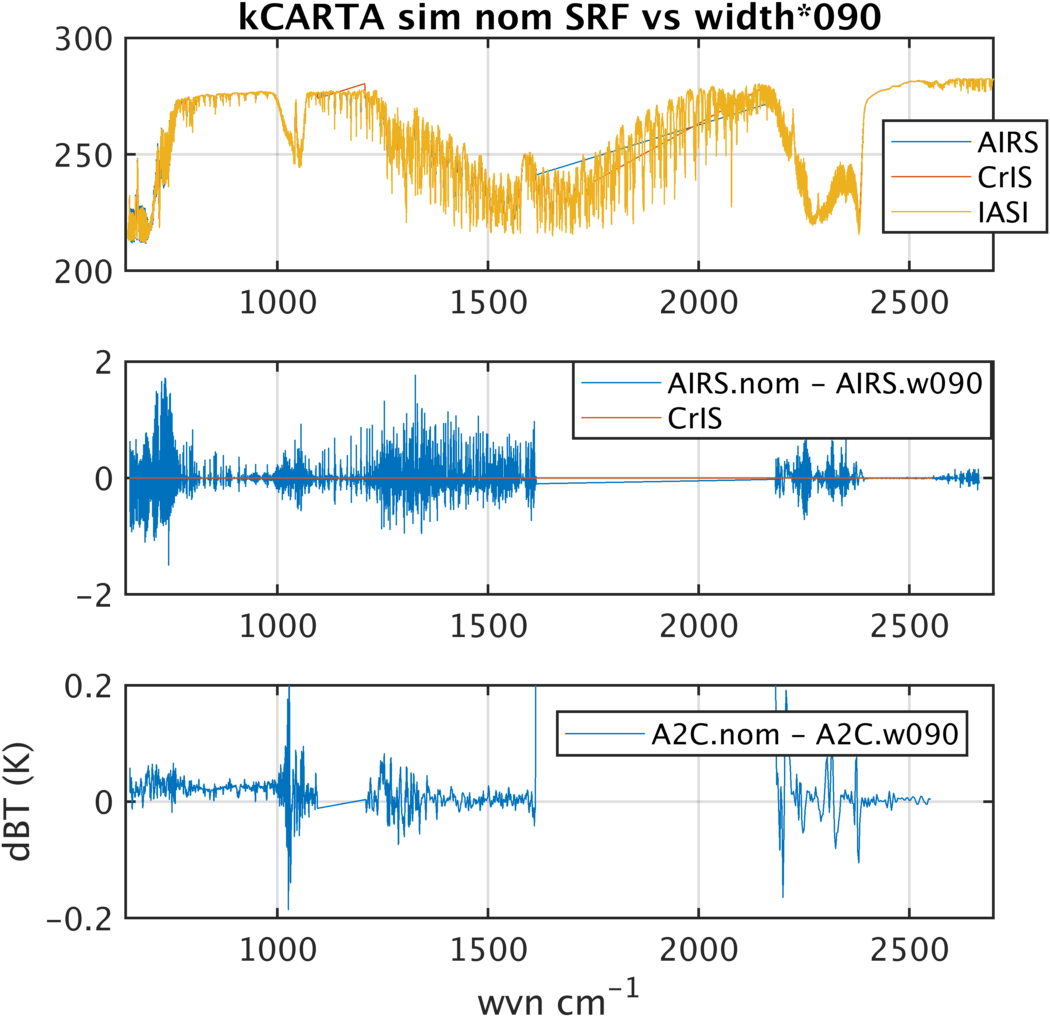 kCARTA sim nom SRF vs width*090
300
250
200
AIRS
CrIS
IASI
1000 1500 2000 2500
2
0
−2
AIRS.nom − AIRS.w090
CrIS
1000 1500 2000 2500
0.2
0
−0.2
dBT (K)
A2C.nom − A2C.w090
1000 1500 2000 2500
wvn cm⁻¹